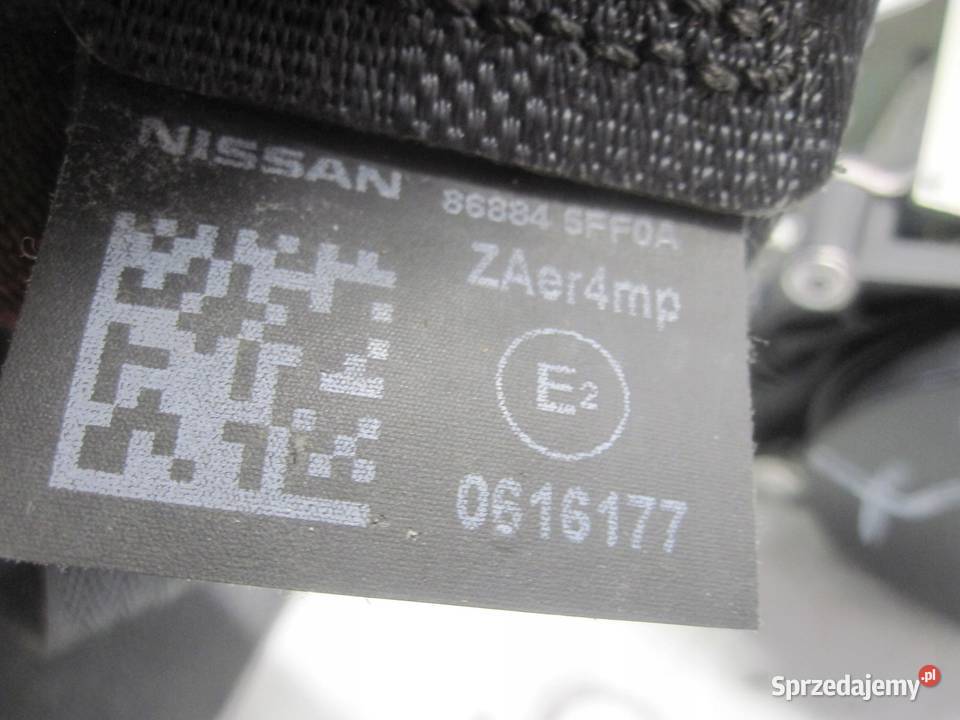 NISSAN
86884 5FF0A
ZAer4mp
E2
0616177
Sprzedajemy.pl